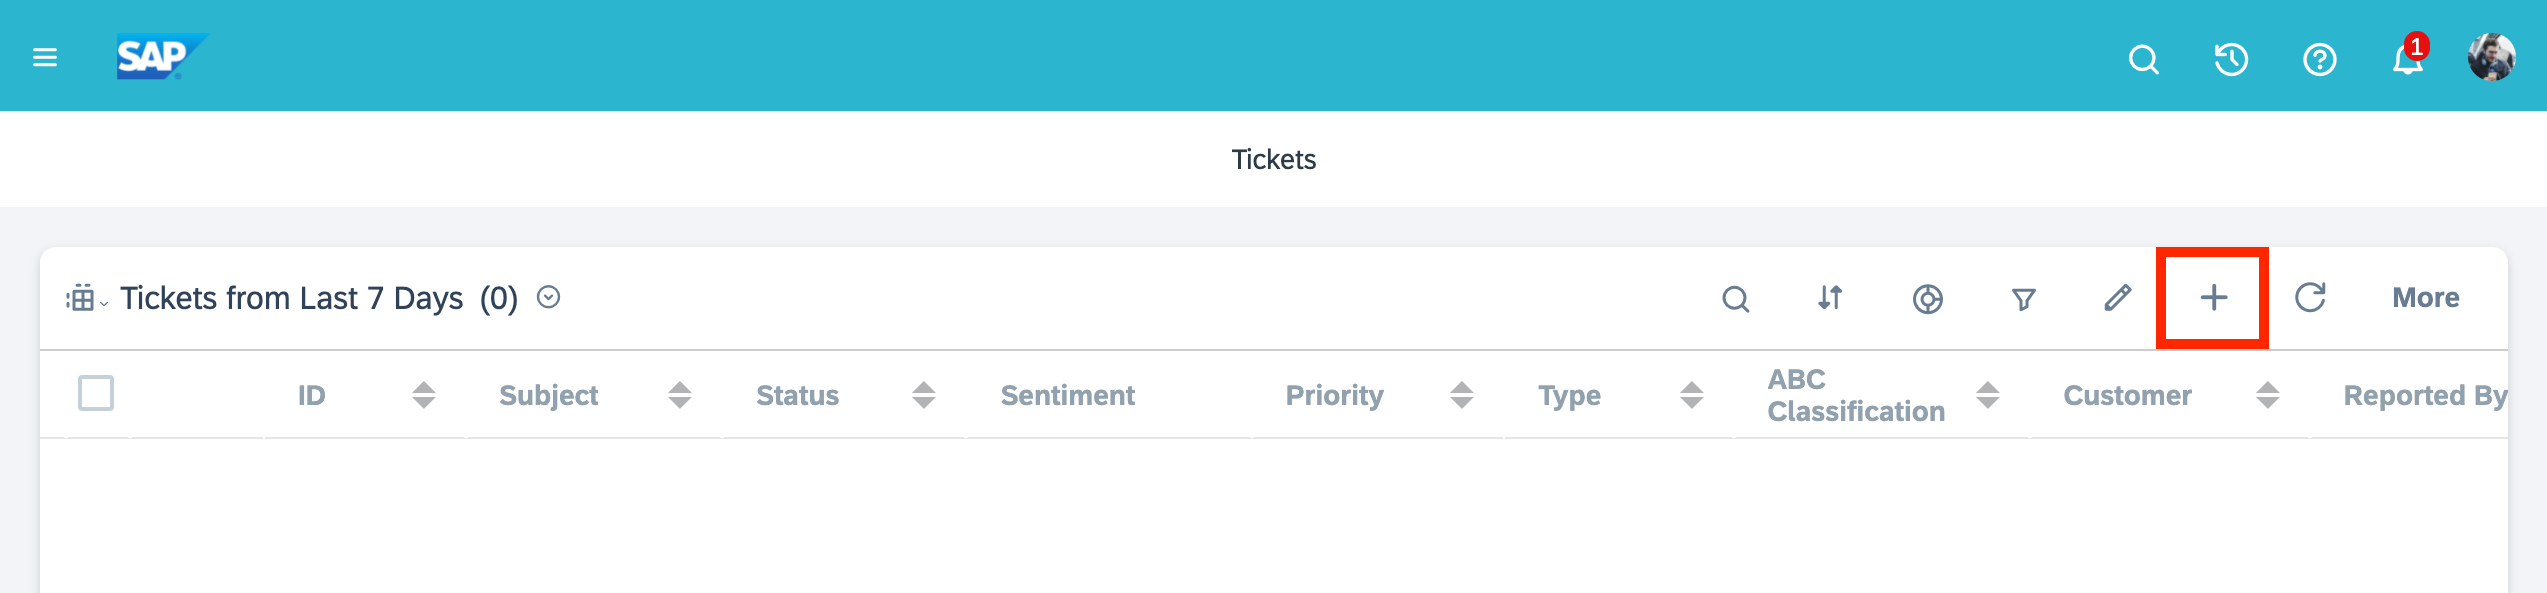 SAP
1
Tickets
Tickets from Last 7 Days (0)
More
ID
Subject
Status
Sentiment
Priority
Type
ABC
Classification
Customer
Reported By